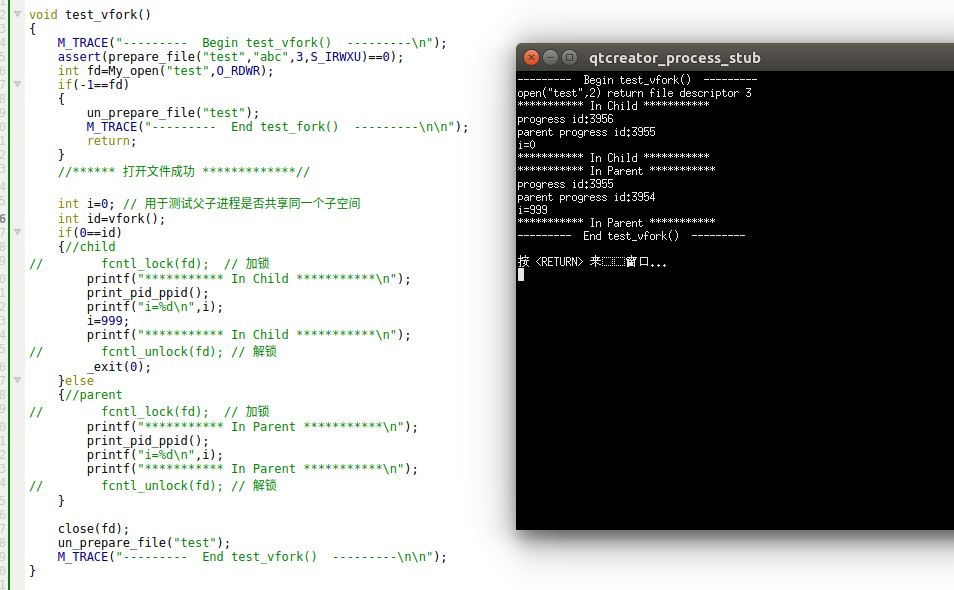 void test_vfork()
{
    M_TRACE("---------  Begin test_vfork()  ---------\n");
    assert(prepare_file("test","abc",3,S_IRWXU)==0);
    int fd=My_open("test",O_RDWR);
    if(-1==fd)
    {
        un_prepare_file("test");
        M_TRACE("---------  End test_fork()  ---------\n\n");
        return;
    }
    //****** 打开文件成功 *************//
    int i=0; // 用于测试父子进程是否共享同一个子空间
    int id=vfork();
    if(0==id)
    {//child
//        fcntl_lock(fd);  // 加锁
        printf("*********** In Child ***********\n");
        print_pid_ppid();
        printf("i=%d\n",i);
        i=999;
        printf("*********** In Child ***********\n");
//        fcntl_unlock(fd); // 解锁
        _exit(0);
    }else
    {//parent
//        fcntl_lock(fd);  // 加锁
        printf("*********** In Parent ***********\n");
        print_pid_ppid();
        printf("i=%d\n",i);
        printf("*********** In Parent ***********\n");
//        fcntl_unlock(fd); // 解锁
    }
    close(fd);
    un_prepare_file("test");
    M_TRACE("---------  End test_vfork()  ---------\n\n");
}
qtcreator_process_stub
---------  Begin test_vfork()  ---------
open("test",2) return file descriptor 3
*********** In Child ***********
progress id:3956
parent progress id:3955
i=0
*********** In Child ***********
*********** In Parent ***********
progress id:3955
parent progress id:3954
i=999
*********** In Parent ***********
---------  End test_vfork()  ---------
按 <RETURN> 来窗口...